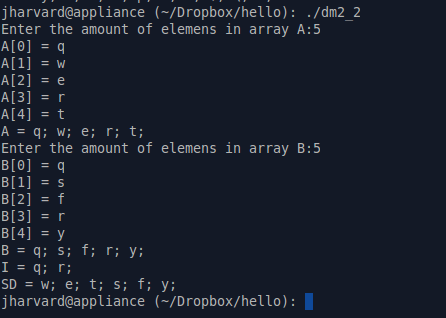 jharvard@appliance (~/Dropbox/hello): ./dm2_2
Enter the amount of elemens in array A:5
A[0] = q
A[1] = w
A[2] = e
A[3] = r
A[4] = t
A = q; w; e; r; t;
Enter the amount of elemens in array B:5
B[0] = q
B[1] = s
B[2] = f
B[3] = r
B[4] = y
B = q; s; f; r; y;
I = q; r;
SD = w; e; t; s; f; y;
jharvard@appliance (~/Dropbox/hello):